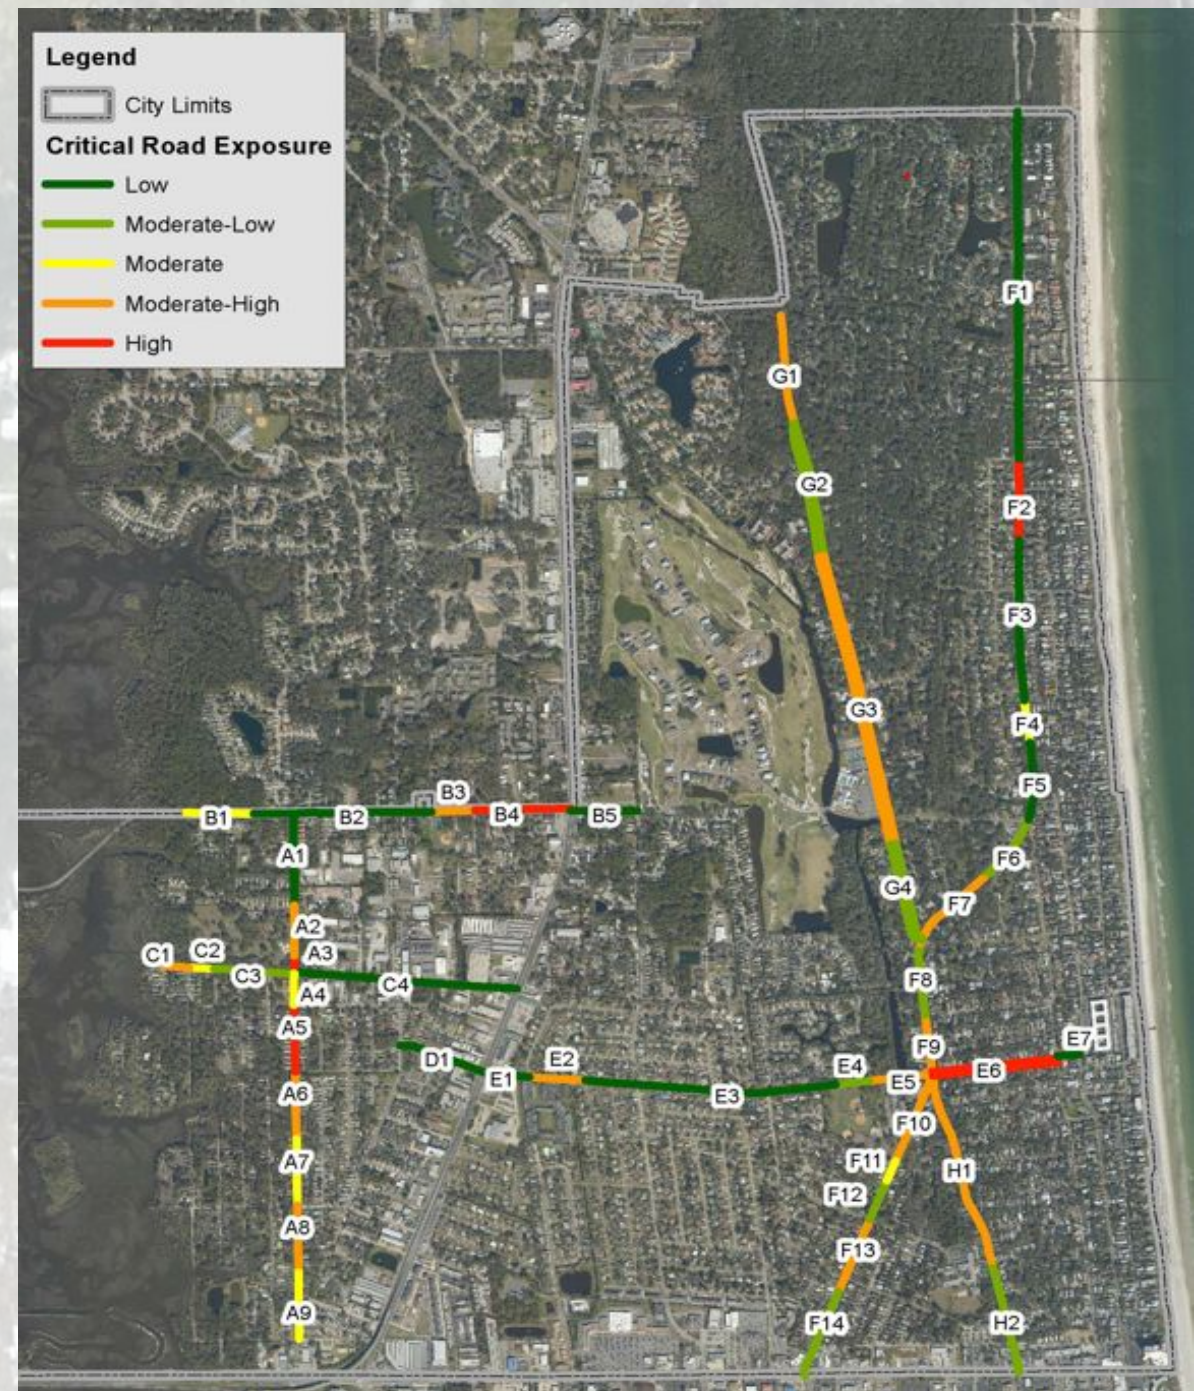 Legend
City Limits
Critical Road Exposure
Low
Moderate-Low
Moderate
Moderate-High
High
F1
G1
G2
F2
F3
G3
F4
F5
B3
B1
B2
B4
B5
A1
F6
G4
F7
A2
A3
C1
C2
C3
C4
F8
A4
A5
F9
E7
D1
E2
E1
E4
E5
E6
A6
E3
F10
A7
F11
H1
F12
A8
F13
A9
F14
H2